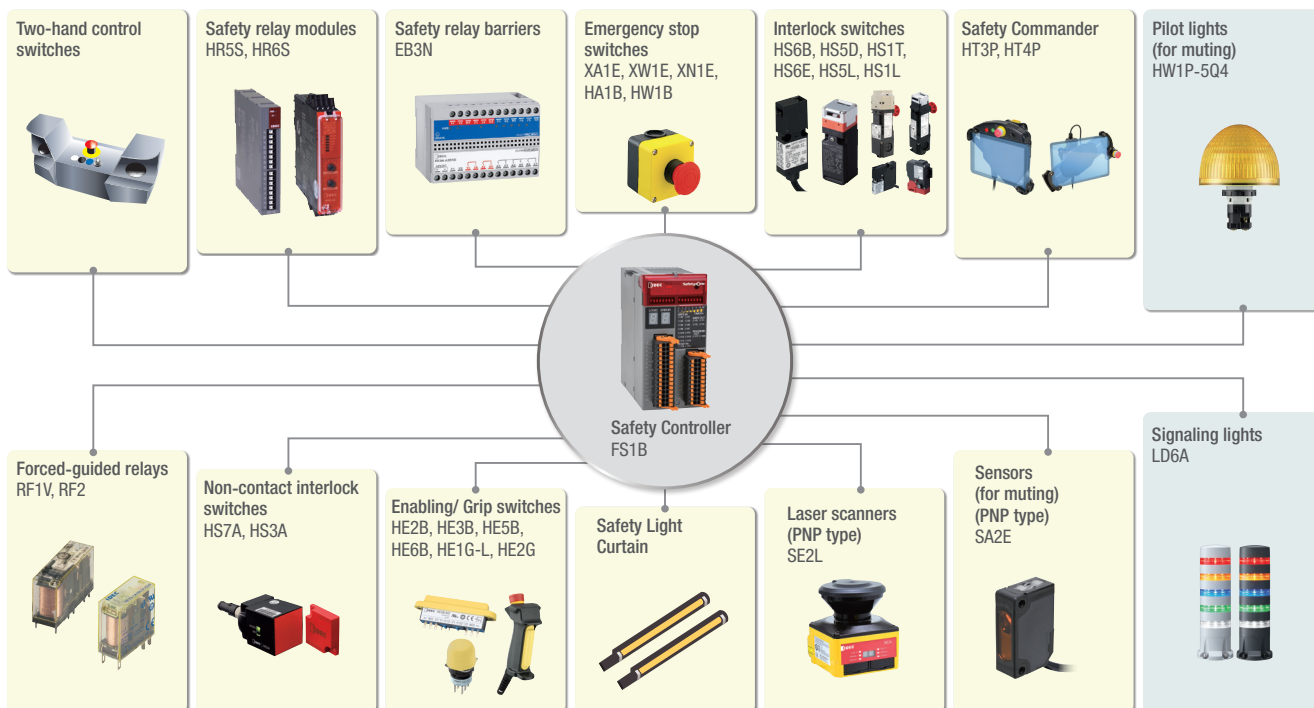 Two-hand control
switches
Safety relay modules
HR5S, HR6S
Safety relay barriers
EB3N
Emergency stop
switches
XA1E, XW1E, XN1E,
HA1B, HW1B
Interlock switches
HS6B, HS5D, HS1T,
HS6E, HS5L, HS1L
Safety Commander
HT3P, HT4P
Pilot lights
(for muting)
HW1P-5Q4
Safety Controller
FS1B
Forced-guided relays
RF1V, RF2
Non-contact interlock
switches
HS7A, HS3A
Enabling/ Grip switches
HE2B, HE3B, HE5B,
HE6B, HE1G-L, HE2G
Safety Light
Curtain
Laser scanners
(PNP type)
SE2L
Sensors
(for muting)
(PNP type)
SA2E
Signaling lights
LD6A